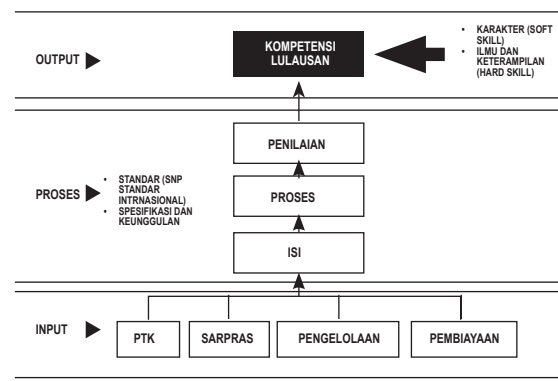 OUTPUT
KOMPETENSI
LULAUSAN
• KARAKTER (SOFT
SKILL)
• ILMU DAN
KETERAMPILAN
(HARD SKILL)
PENILAIAN
PROSES
• STANDAR (SNP
STANDAR
INTRNASIONAL)
• SPESIFIKASI DAN
KEUNGGULAN
PROSES
ISI
INPUT
PTK
SARPRAS
PENGELOLAAN
PEMBIAYAAN